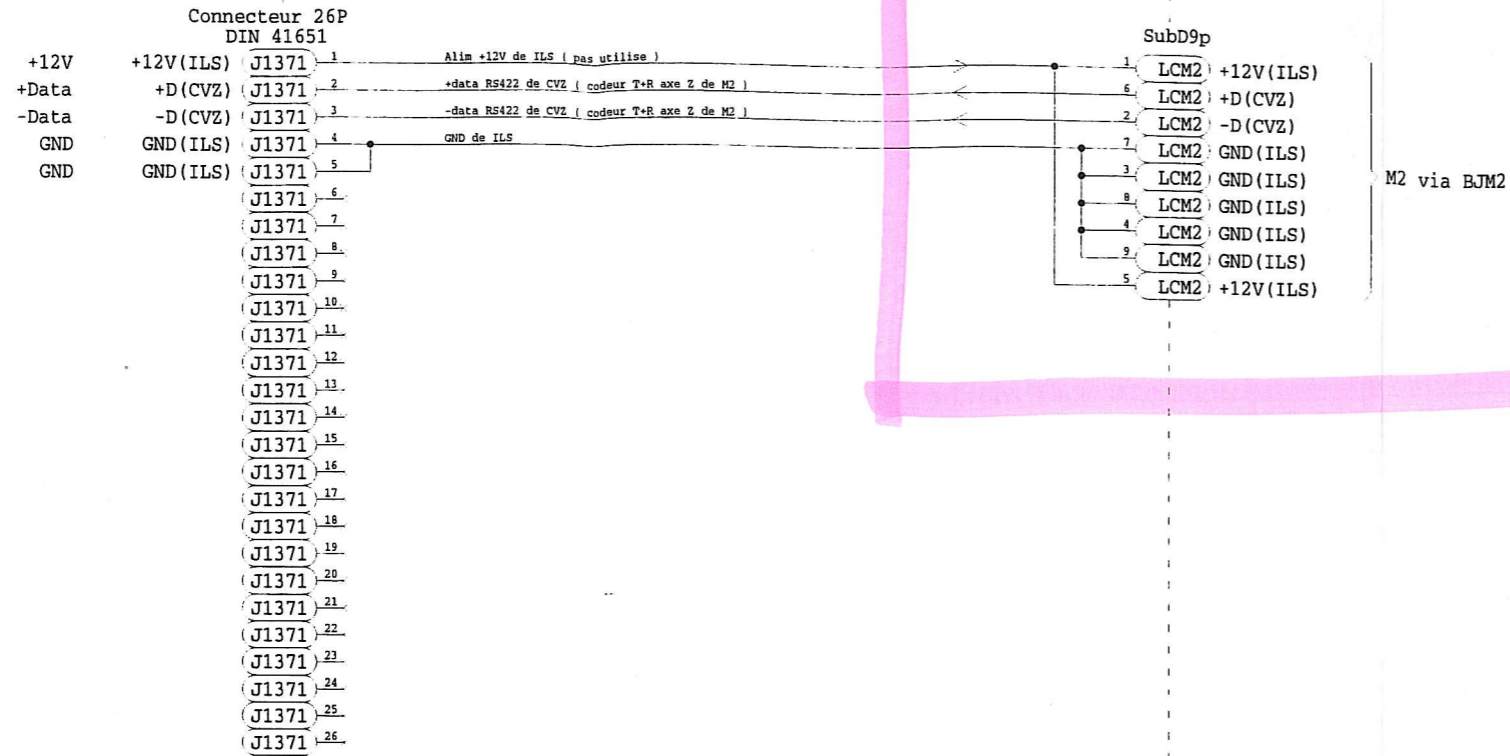 Connecteur 26P
DIN 41651
SubD9p
+12V +12V(ILS) J1371 1 Alim +12V de ILS ( pas utilise ) 1 LCM2 +12V(ILS)
+Data +D(CVZ) J1371 2 +data RS422 de CVZ ( codeur T+R axe Z de M2 ) 6 LCM2 +D(CVZ)
-Data -D(CVZ) J1371 3 -data RS422 de CVZ ( codeur T+R axe Z de M2 ) 2 LCM2 -D(CVZ)
GND GND(ILS) J1371 4 GND de ILS 7 LCM2 GND(ILS)
GND GND(ILS) J1371 5 3 LCM2 GND(ILS)
M2 via BJM2
J1371 6 8 LCM2 GND(ILS)
J1371 7 4 LCM2 GND(ILS)
J1371 8 9 LCM2 GND(ILS)
J1371 9 5 LCM2 +12V(ILS)
J1371 10
J1371 11
J1371 12
J1371 13
J1371 14
J1371 15
J1371 16
J1371 17
J1371 18
J1371 19
J1371 20
J1371 21
J1371 22
J1371 23
J1371 24
J1371 25
J1371 26